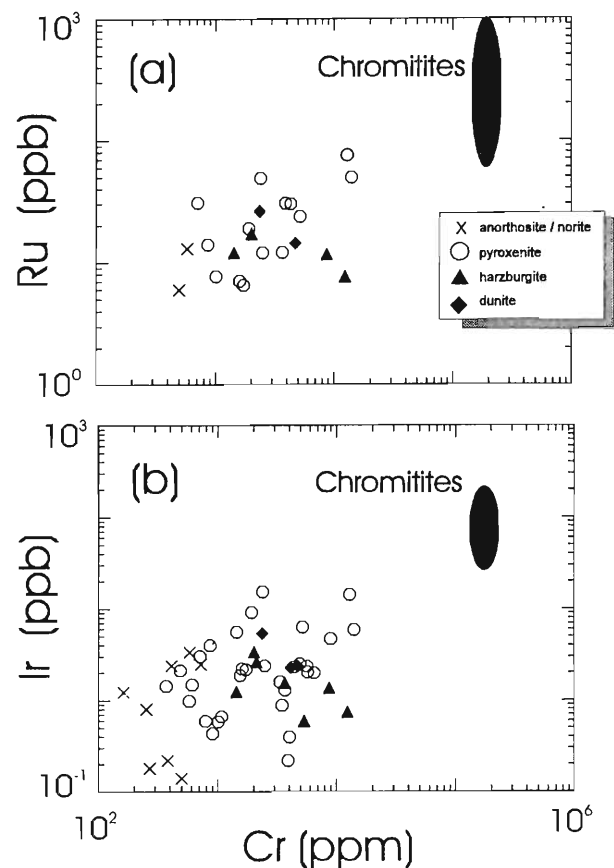 10³
(a)
Chromitites
Ru (ppb)
× anorthosite / norite
pyroxenite
harzburgite
dunite
10⁰
10³
(b)
Chromitites
Ir (ppb)
10⁻¹
10²
Cr (ppm)
10⁶